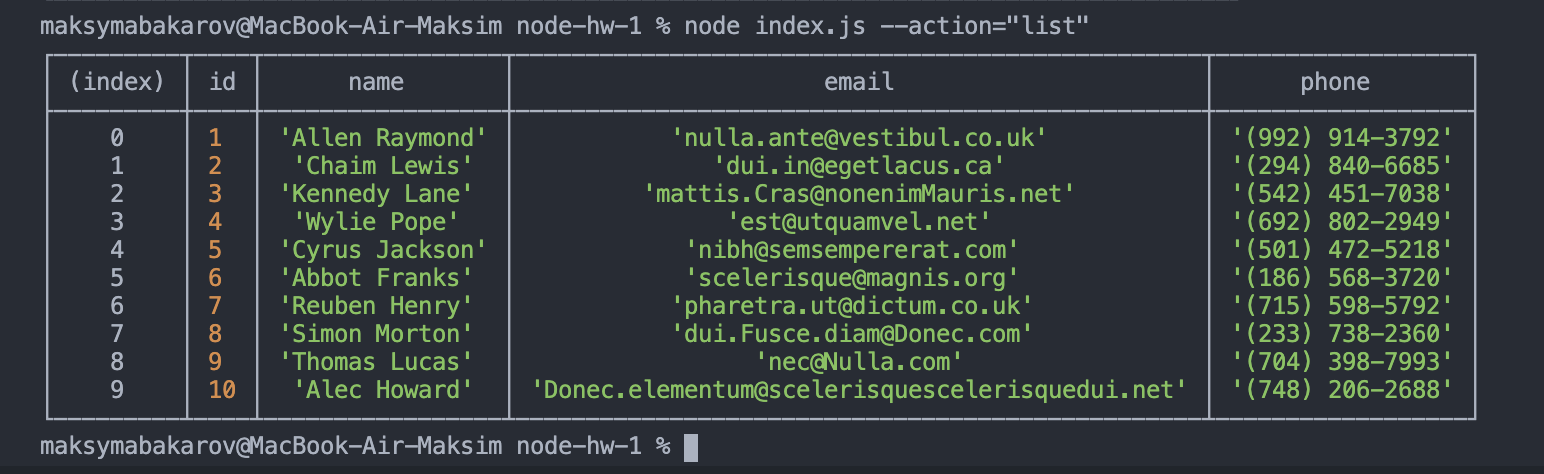 maksymabakarov@MacBook-Air-Maksim node-hw-1 % node index.js --action="list"
(index) id name email phone
0 1 'Allen Raymond' 'nulla.ante@vestibul.co.uk' '(992) 914-3792'
1 2 'Chaim Lewis' 'dui.in@egetlacus.ca' '(294) 840-6685'
2 3 'Kennedy Lane' 'mattis.Cras@nonenimMauris.net' '(542) 451-7038'
3 4 'Wylie Pope' 'est@utquamvel.net' '(692) 802-2949'
4 5 'Cyrus Jackson' 'nibh@semsempererat.com' '(501) 472-5218'
5 6 'Abbot Franks' 'scelerisque@magnis.org' '(186) 568-3720'
6 7 'Reuben Henry' 'pharetra.ut@dictum.co.uk' '(715) 598-5792'
7 8 'Simon Morton' 'dui.Fusce.diam@Donec.com' '(233) 738-2360'
8 9 'Thomas Lucas' 'nec@Nulla.com' '(704) 398-7993'
9 10 'Alec Howard' 'Donec.elementum@scelerisquescelerisquedui.net' '(748) 206-2688'
maksymabakarov@MacBook-Air-Maksim node-hw-1 %